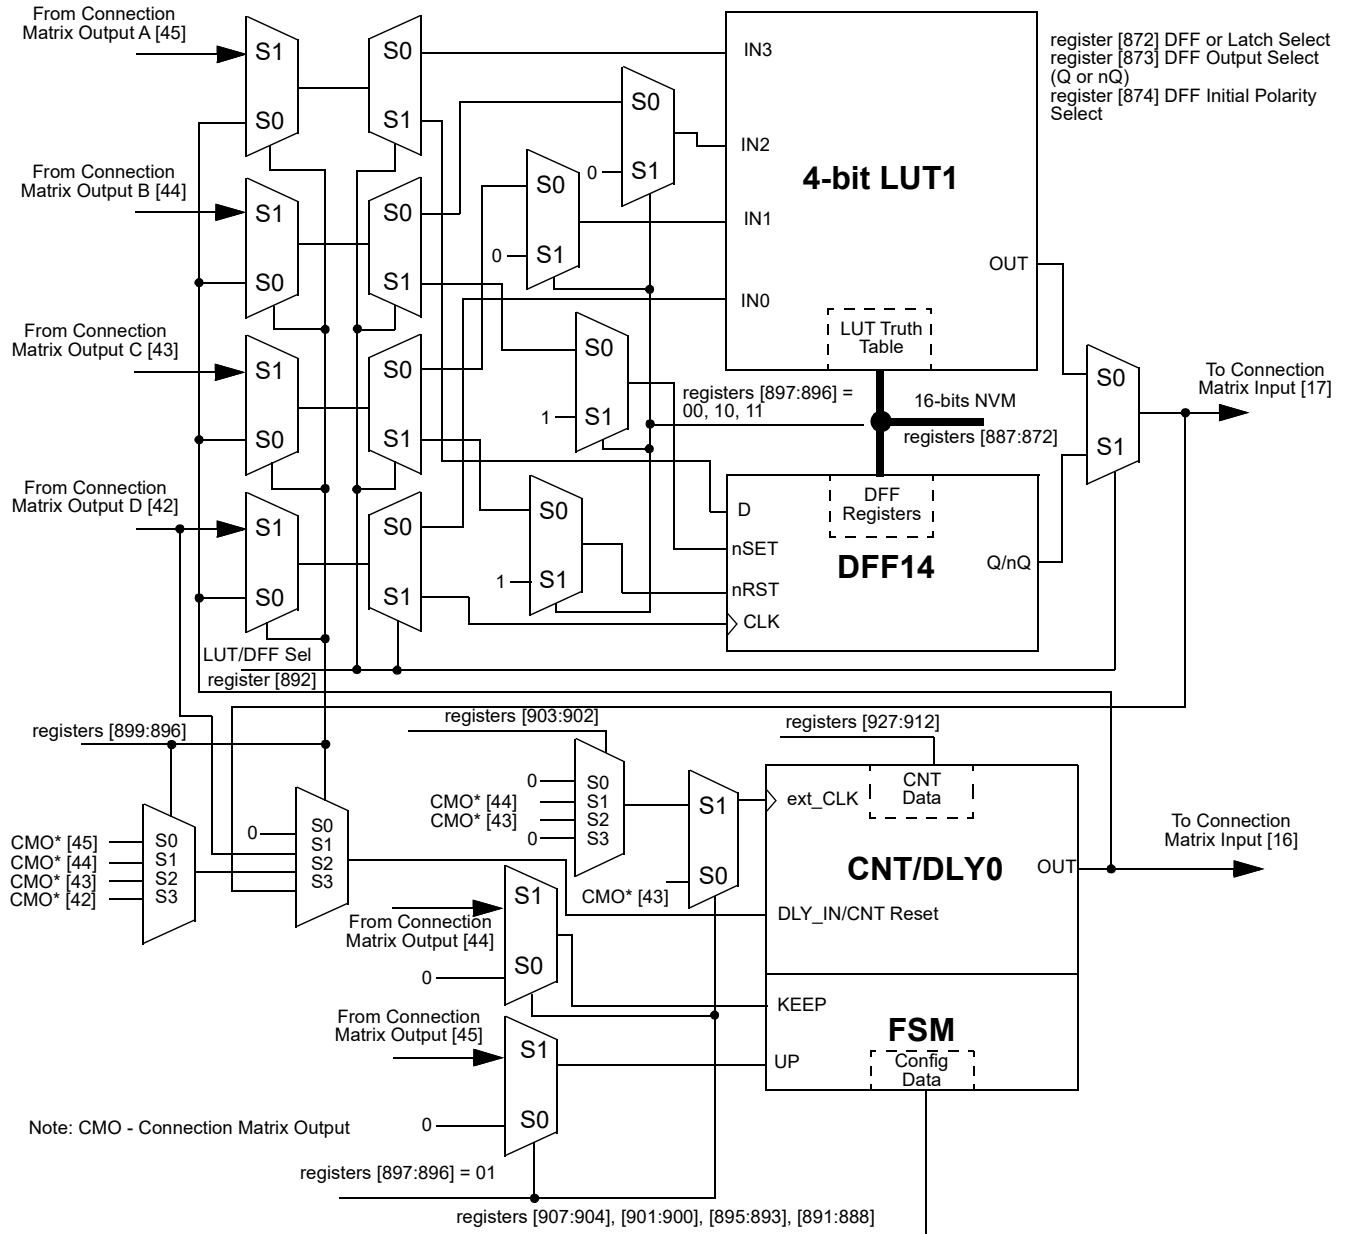 From Connection
Matrix Output A [45]
S1
S0
S0
S1
IN3
register [872] DFF or Latch Select
register [873] DFF Output Select
(Q or nQ)
register [874] DFF Initial Polarity
Select
S0
0
S1
IN2
4-bit LUT1
From Connection
Matrix Output B [44]
S1
S0
S0
S1
S0
0
S1
IN1
OUT
IN0
LUT Truth
Table
From Connection
Matrix Output C [43]
S1
S0
S0
S1
S0
1
S1
registers [897:896] =
00, 10, 11
16-bits NVM
registers [887:872]
S0
S1
To Connection
Matrix Input [17]
From Connection
Matrix Output D [42]
S1
S0
S0
S1
S0
1
S1
D
nSET
nRST
CLK
DFF
Registers
DFF14
Q/nQ
LUT/DFF Sel
register [892]
registers [899:896]
registers [903:902]
registers [927:912]
0
CMO* [44]
CMO* [43]
0
S0
S1
S2
S3
S1
S0
CMO* [43]
ext_CLK
CNT
Data
CNT/DLY0
OUT
To Connection
Matrix Input [16]
CMO* [45]
CMO* [44]
CMO* [43]
CMO* [42]
S0
S1
S2
S3
0
S0
S1
S2
S3
From Connection
Matrix Output [44]
S1
0
S0
DLY_IN/CNT Reset
KEEP
FSM
From Connection
Matrix Output [45]
S1
0
S0
UP
Config
Data
Note: CMO - Connection Matrix Output
registers [897:896] = 01
registers [907:904], [901:900], [895:893], [891:888]